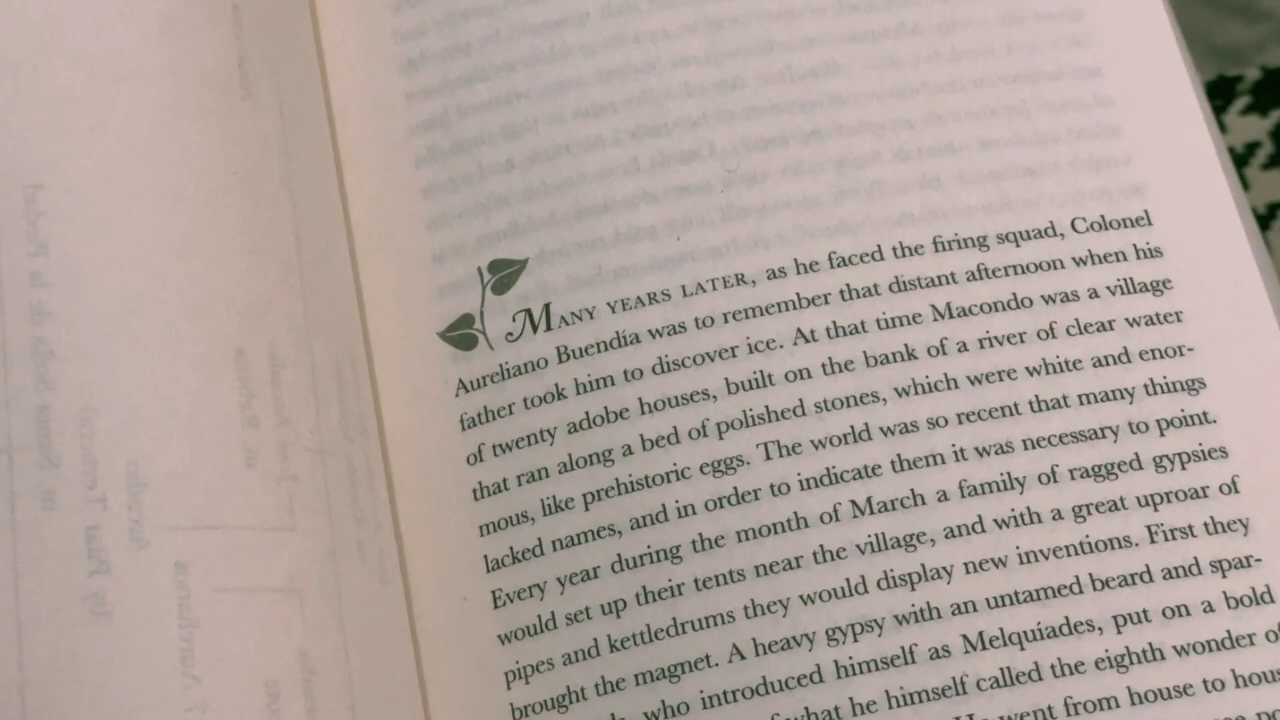 MANY YEARS LATER, as he faced the firing squad, Colonel
Aureliano Buendía was to remember that distant afternoon when his
father took him to discover ice. At that time Macondo was a village
of twenty adobe houses, built on the bank of a river of clear water
that ran along a bed of polished stones, which were white and enor-
mous, like prehistoric eggs. The world was so recent that many things
lacked names, and in order to indicate them it was necessary to point.
Every year during the month of March a family of ragged gypsies
would set up their tents near the village, and with a great uproar of
pipes and kettledrums they would display new inventions. First they
brought the magnet. A heavy gypsy with an untamed beard and spar-
who introduced himself as Melquíades, put on a bold
what he himself called the eighth wonder of
went from house to